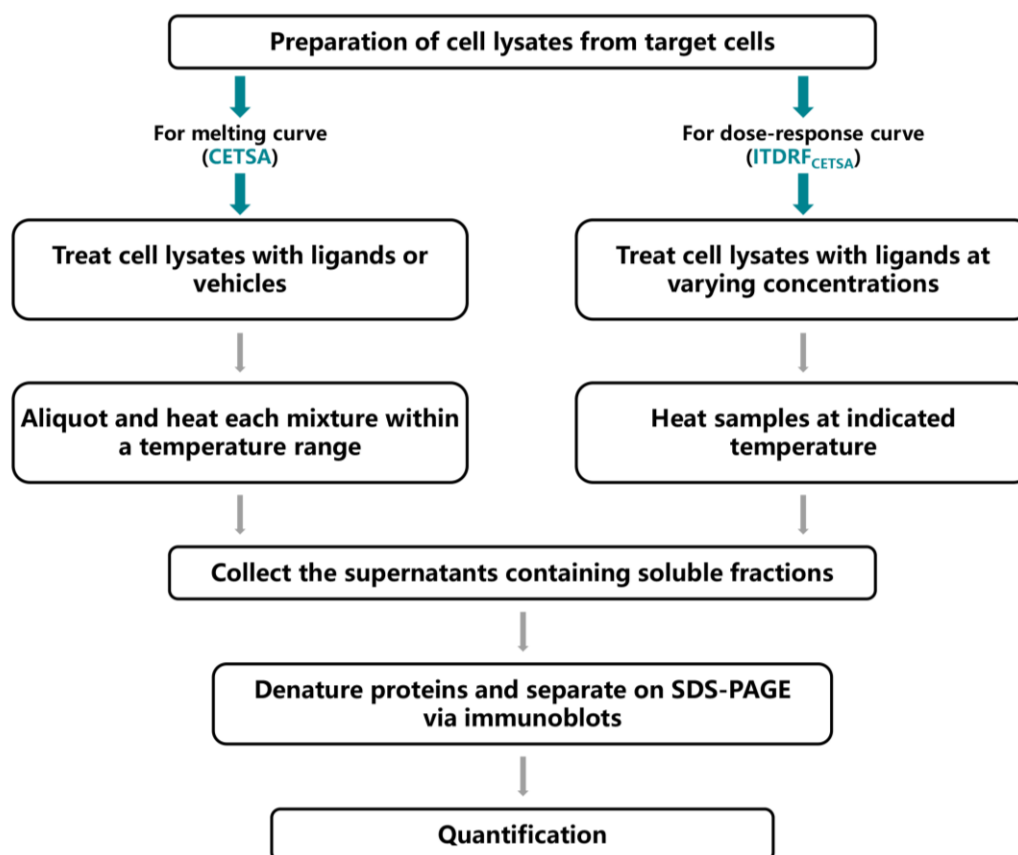 Preparation of cell lysates from target cells
For melting curve
(CETSA)
For dose-response curve
(ITDRFCETSA)
Treat cell lysates with ligands or
vehicles
Treat cell lysates with ligands at
varying concentrations
Aliquot and heat each mixture within
a temperature range
Heat samples at indicated
temperature
Collect the supernatants containing soluble fractions
Denature proteins and separate on SDS-PAGE
via immunoblots
Quantification